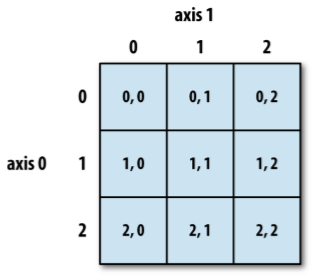 axis 1
0 1 2
0 0, 0 0, 1 0, 2
axis 0 1 1, 0 1, 1 1, 2
2 2, 0 2, 1 2, 2